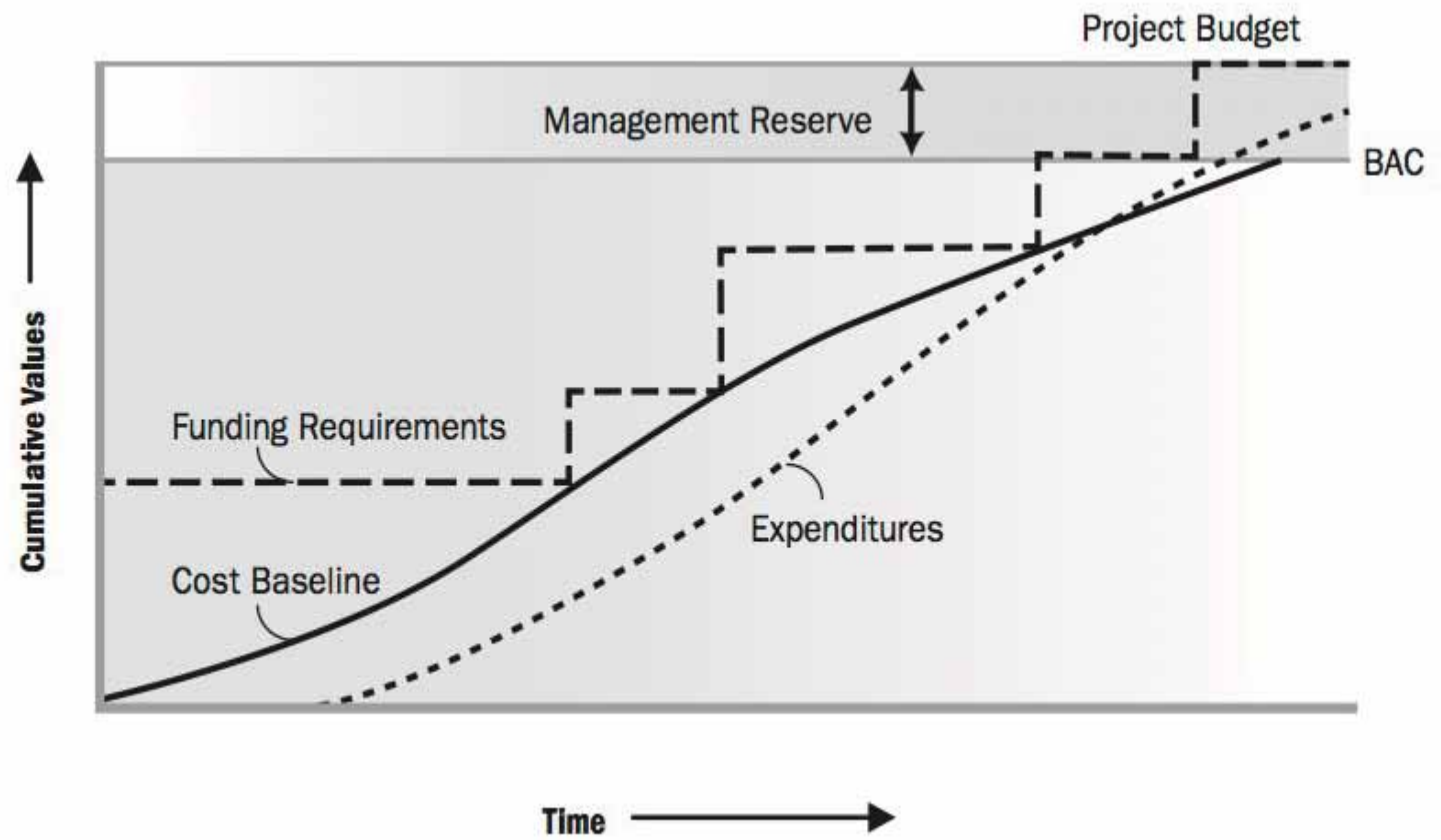 Project Budget
Management Reserve
BAC
Funding Requirements
Expenditures
Cost Baseline
Cumulative Values
Time